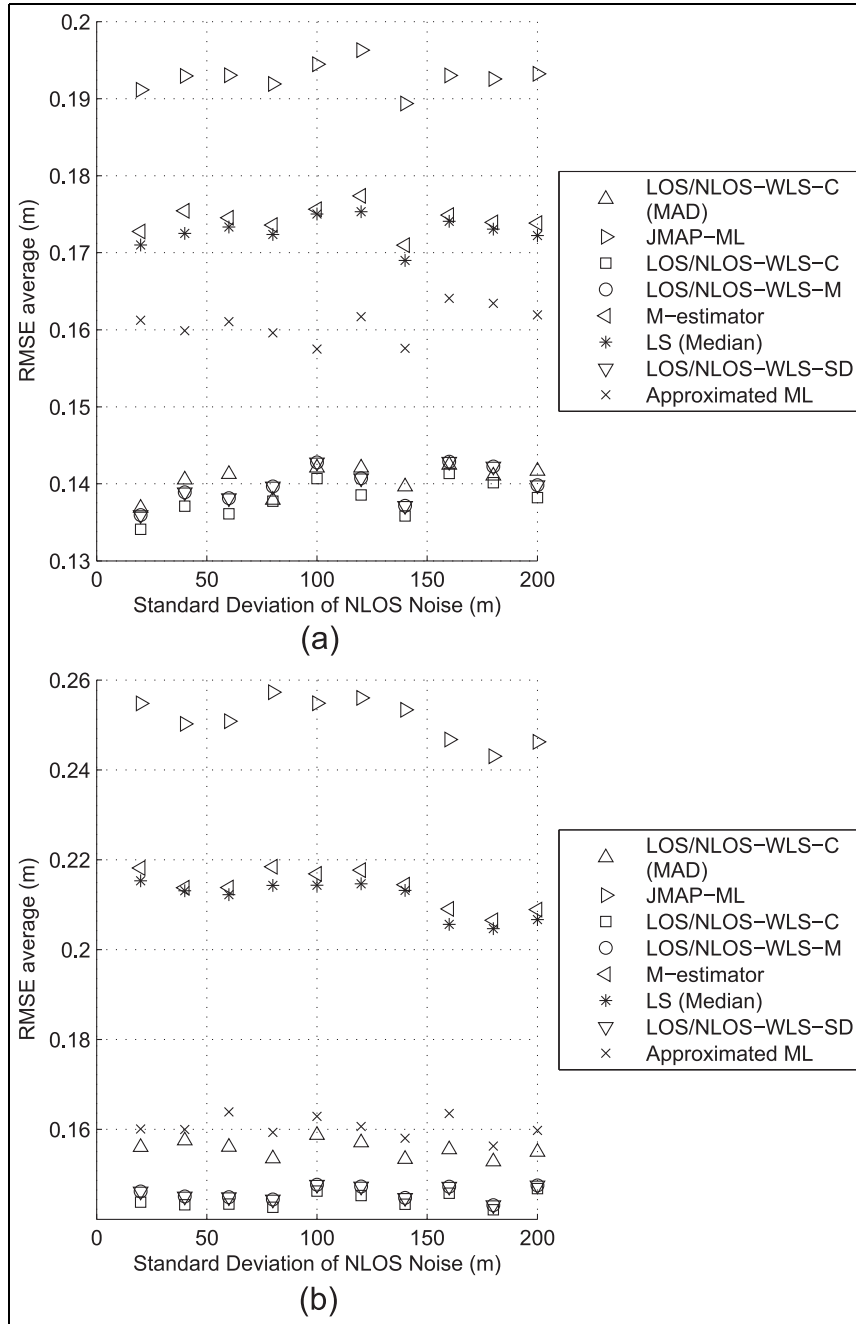 0.2
0.19
0.18
0.17
0.16
0.15
0.14
0.13
RMSE average (m)
0
50
100
150
200
Standard Deviation of NLOS Noise (m)
(a)
LOS/NLOS−WLS−C
(MAD)
JMAP−ML
LOS/NLOS−WLS−C
LOS/NLOS−WLS−M
M−estimator
LS (Median)
LOS/NLOS−WLS−SD
Approximated ML
0.26
0.24
0.22
0.2
0.18
0.16
RMSE average (m)
0
50
100
150
200
Standard Deviation of NLOS Noise (m)
(b)
LOS/NLOS−WLS−C
(MAD)
JMAP−ML
LOS/NLOS−WLS−C
LOS/NLOS−WLS−M
M−estimator
LS (Median)
LOS/NLOS−WLS−SD
Approximated ML